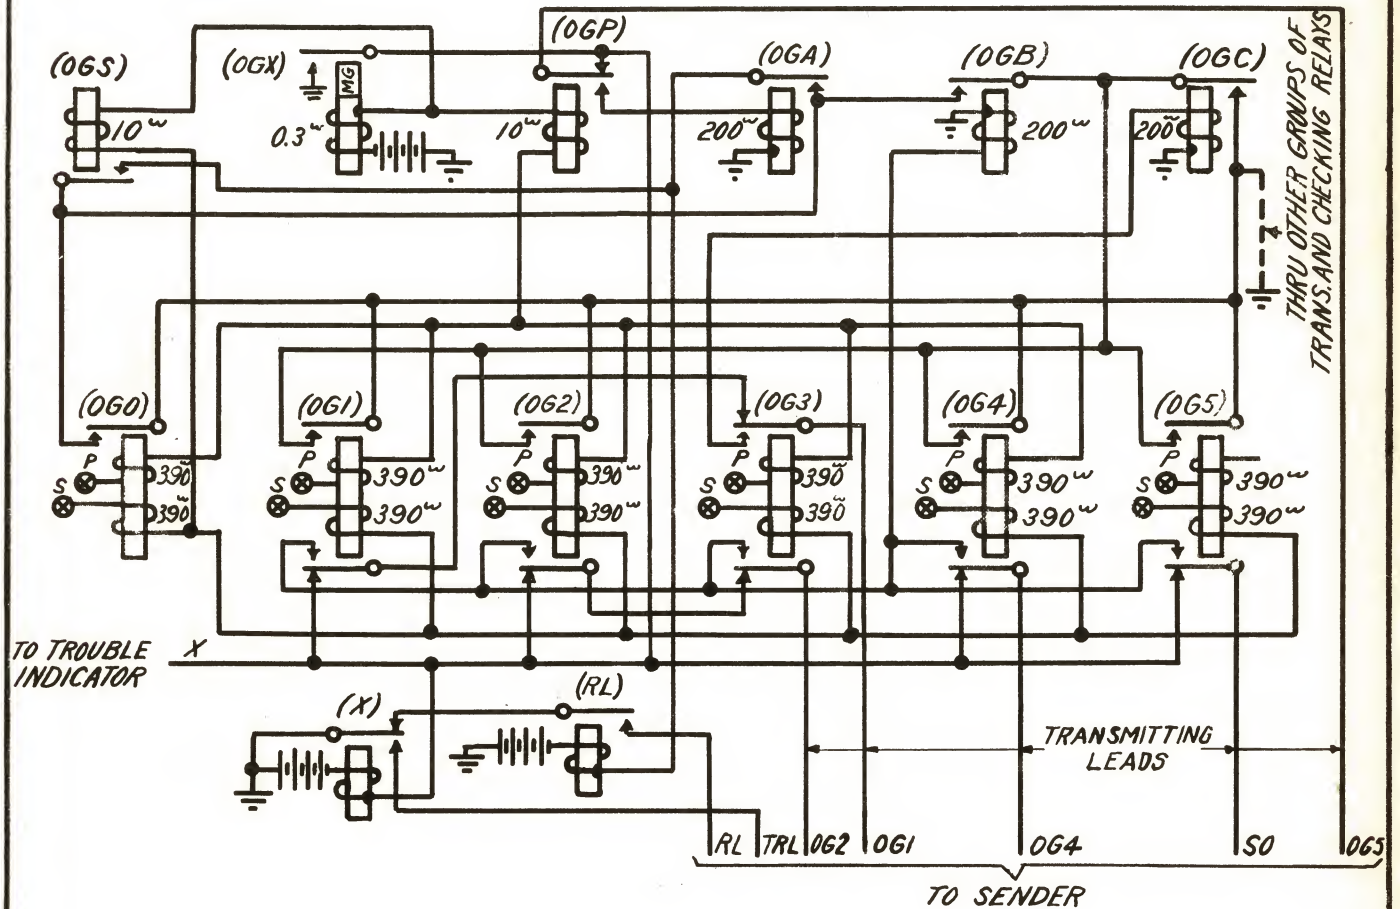 (OGS)
(OGX)
(OGP)
(OGA)
(OGB)
(OGC)
MG
10ω
0.3ω
10ω
200ω
200ω
200ω
THRU OTHER GROUPS OF
TRANS. AND CHECKING RELAYS
(OG0)
(OG1)
(OG2)
(OG3)
(OG4)
(OG5)
P
S
390ω
390ω
P
S
390ω
390ω
P
S
390ω
390ω
P
S
390ω
390ω
P
S
390ω
390ω
P
S
390ω
390ω
TO TROUBLE
INDICATOR
X
(X)
(RL)
TRANSMITTING
LEADS
RL
TRL
OG2
OG1
OG4
SO
OG5
TO SENDER